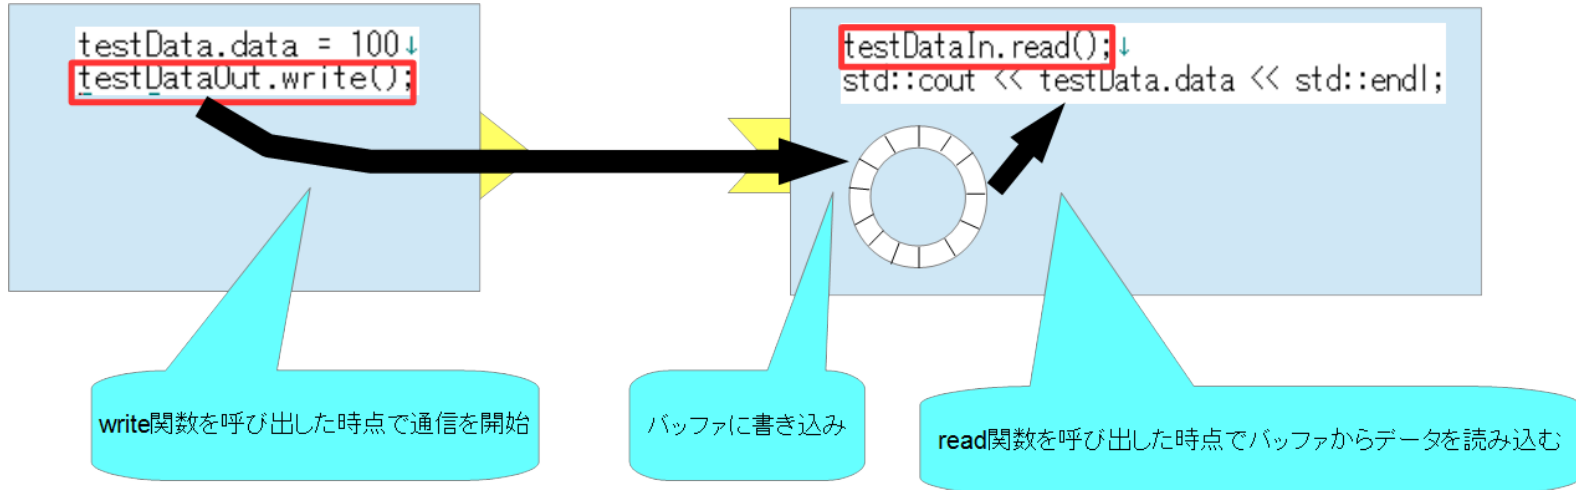 testData.data = 100↓
testDataOut.write();
testDataIn.read();↓
std::cout << testData.data << std::endl;
write関数を呼び出した時点で通信を開始
バッファに書き込み
read関数を呼び出した時点でバッファからデータを読み込む